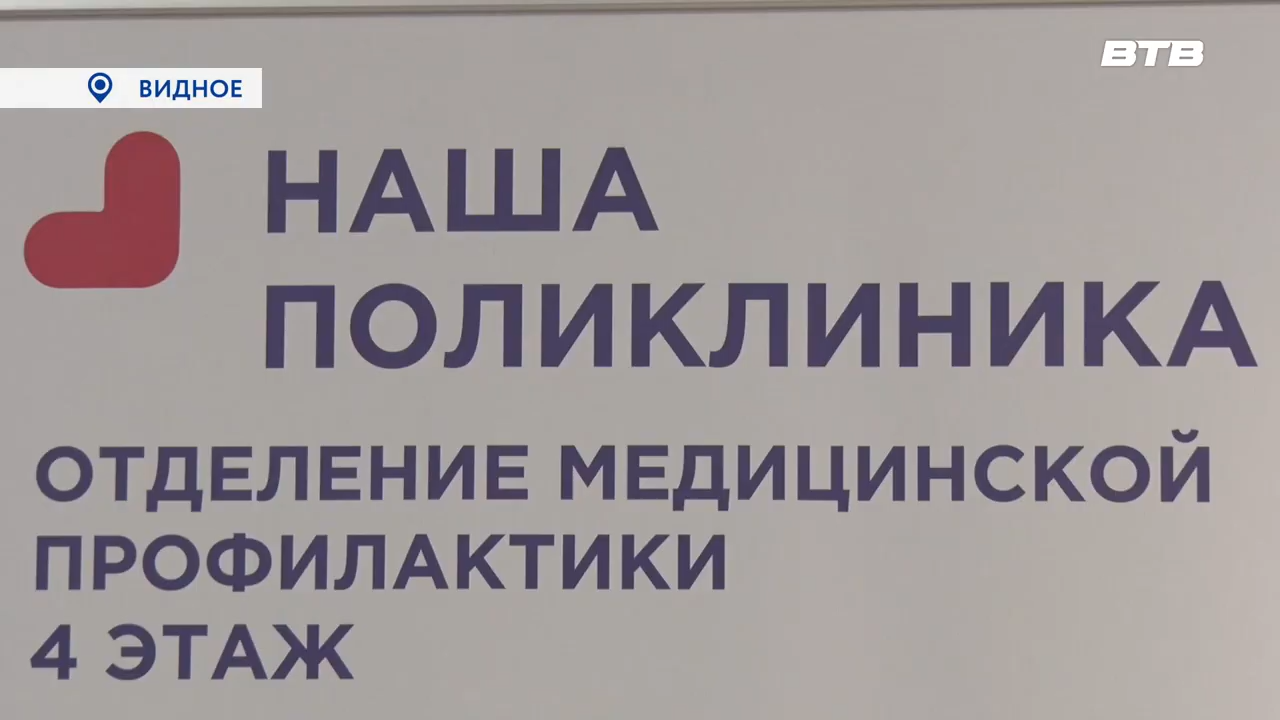 ВТВ
ВИДНОЕ
НАША
ПОЛИКЛИНИКА
ОТДЕЛЕНИЕ МЕДИЦИНСКОЙ
ПРОФИЛАКТИКИ
4 ЭТАЖ